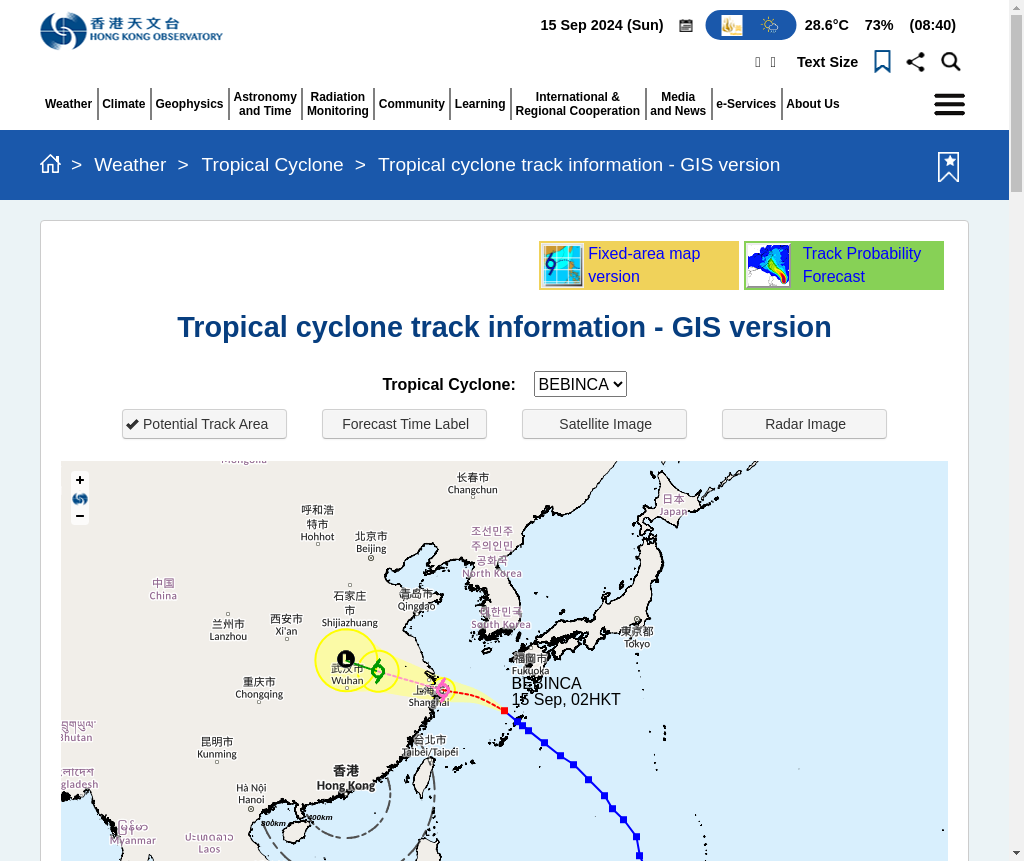 香港天文台
HONG KONG OBSERVATORY
15 Sep 2024 (Sun)
28.6°C 73% (08:40)
Text Size
Weather
Climate
Geophysics
Astronomy
and Time
Radiation
Monitoring
Community
Learning
International &
Regional Cooperation
Media
and News
e-Services
About Us
> Weather > Tropical Cyclone > Tropical cyclone track information - GIS version
Fixed-area map
version
Track Probability
Forecast
Tropical cyclone track information - GIS version
Tropical Cyclone: BEBINCA
Potential Track Area
Forecast Time Label
Satellite Image
Radar Image
+
−
长春市
Changchun
日本
Japan
呼和浩
特市
Hohhot
北京市
Beijing
조선민주
주의인민
공화국
North Korea
中国
China
石家庄
市
Shijiazhuang
青岛市
Qingdao
대한민국
South Korea
兰州市
Lanzhou
西安市
Xi'an
東京都
Tokyo
福岡市
Fukuoka
L
武汉市
Wuhan
BEBINCA
15 Sep, 02HKT
重庆市
Chongqing
上海市
Shanghai
昆明市
Kunming
台北市
Taibei/Taipei
香港
Hong Kong
Hà Nội
Hanoi
800km
400km
Myanmar
ປະເທດລາວ
Laos